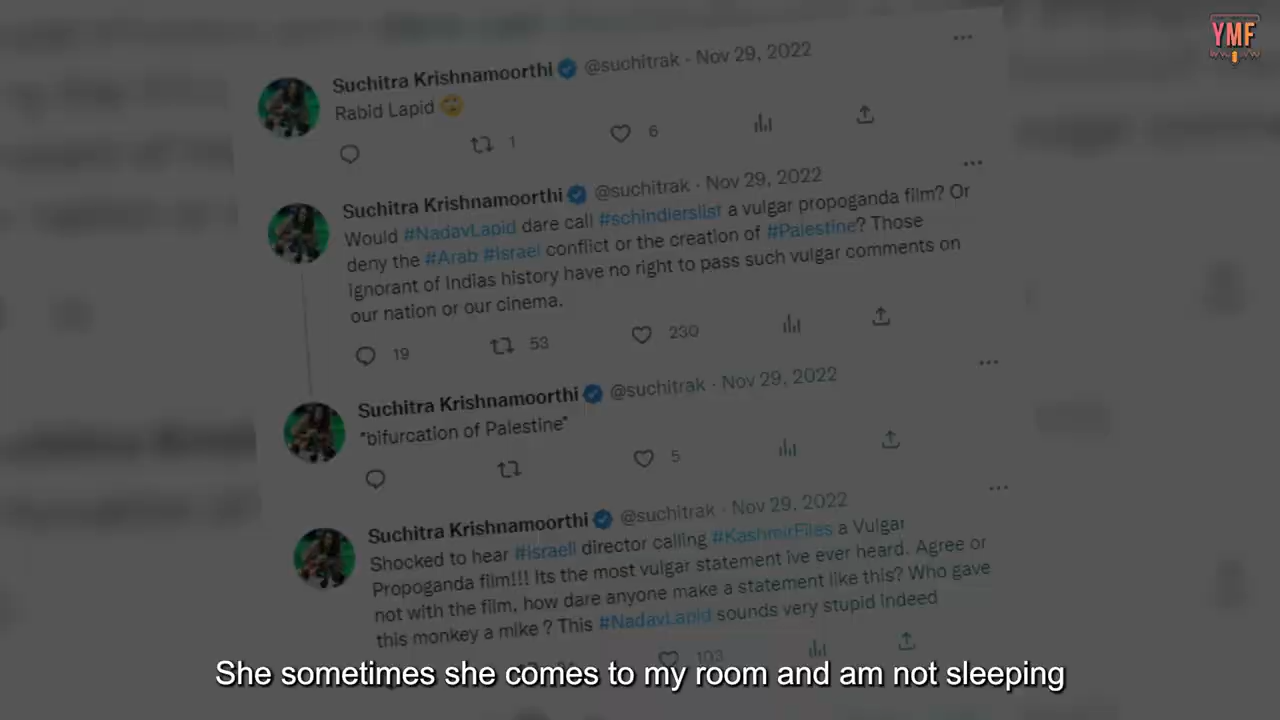 YMF
Suchitra Krishnamoorthi @suchitrak · Nov 29, 2022
Rabid Lapid 🙄
1 6
Suchitra Krishnamoorthi @suchitrak · Nov 29, 2022
Would #NadavLapid dare call #schindlerslist a vulgar propoganda film? Or
deny the #Arab #Israel conflict or the creation of #Palestine? Those
ignorant of Indias history have no right to pass such vulgar comments on
our nation or our cinema.
19 53 230
Suchitra Krishnamoorthi @suchitrak · Nov 29, 2022
"bifurcation of Palestine"
5
Suchitra Krishnamoorthi @suchitrak · Nov 29, 2022
Shocked to hear #Israeli director calling #KashmirFiles a Vulgar
Propoganda film!!! Its the most vulgar statement ive ever heard. Agree or
not with the film, how dare anyone make a statement like this? Who gave
this monkey a mike ? This #NadavLapid sounds very stupid indeed
103
She sometimes she comes to my room and am not sleeping